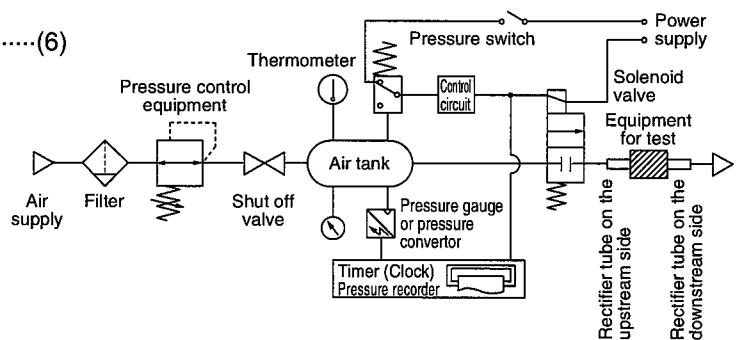 ·····(6)
Pressure switch
Power
supply
Thermometer
Pressure control
equipment
Control
circuit
Solenoid
valve
Equipment
for test
Air tank
Air
supply
Filter
Shut off
valve
Pressure gauge
or pressure
convertor
Timer (Clock)
Pressure recorder
Rectifier tube on the
upstream side
Rectifier tube on the
downstream side